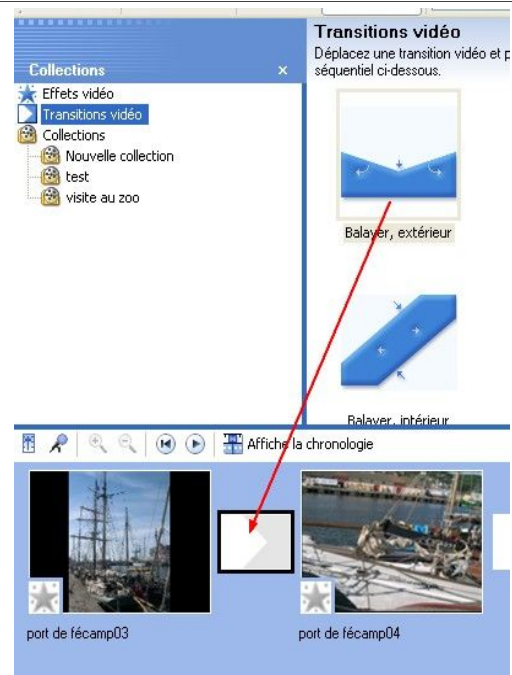 Transitions vidéo
Déplacez une transition vidéo et p
séquentiel ci-dessous.
Collections
Effets vidéo
Transitions vidéo
Collections
Nouvelle collection
test
visite au zoo
Balayer, extérieur
Balayer, intérieur
Affiche la chronologie
port de fécamp03
port de fécamp04